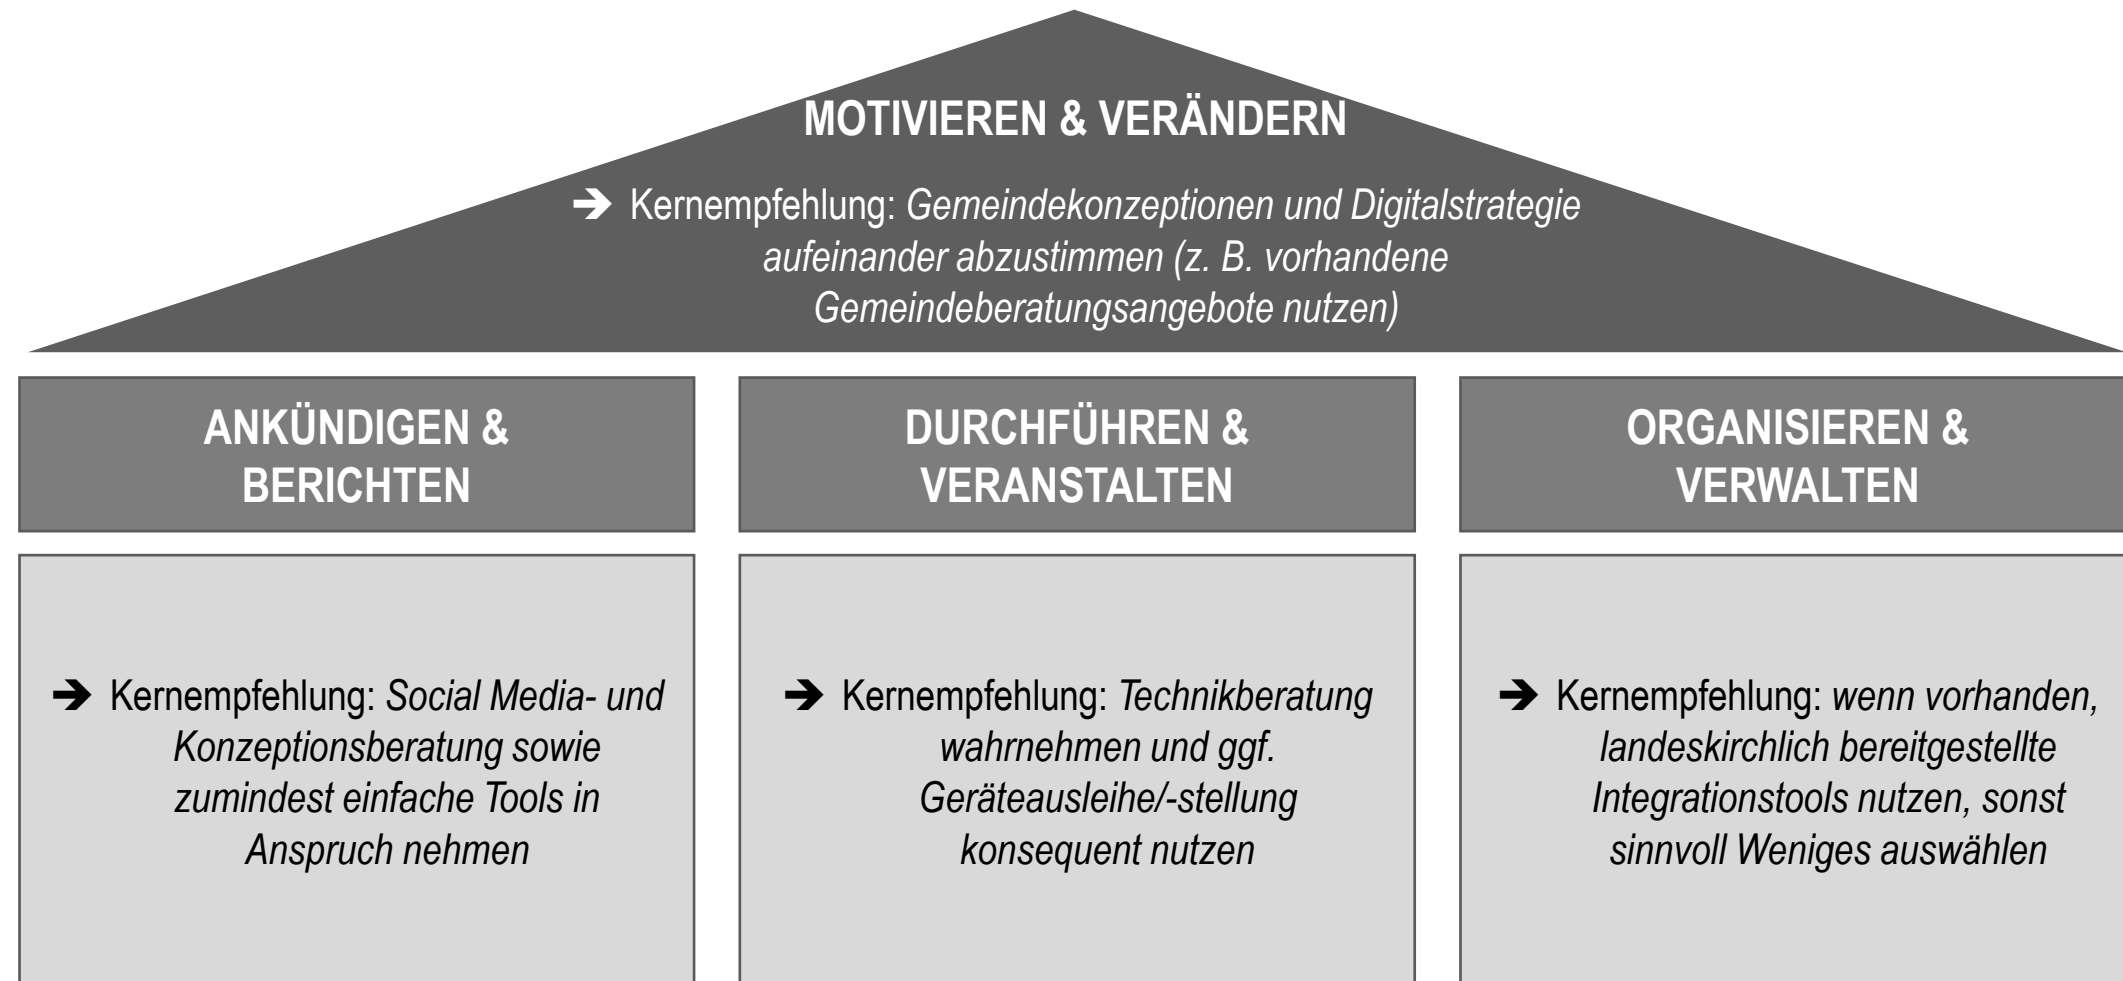 MOTIVIEREN & VERÄNDERN
➔ Kernempfehlung: Gemeindekonzeptionen und Digitalstrategie
aufeinander abzustimmen (z. B. vorhandene
Gemeindeberatungsangebote nutzen)
ANKÜNDIGEN &
BERICHTEN
➔ Kernempfehlung: Social Media- und
Konzeptionsberatung sowie
zumindest einfache Tools in
Anspruch nehmen
DURCHFÜHREN &
VERANSTALTEN
➔ Kernempfehlung: Technikberatung
wahrnehmen und ggf.
Geräteausleihe/-stellung
konsequent nutzen
ORGANISIEREN &
VERWALTEN
➔ Kernempfehlung: wenn vorhanden,
landeskirchlich bereitgestellte
Integrationstools nutzen, sonst
sinnvoll Weniges auswählen